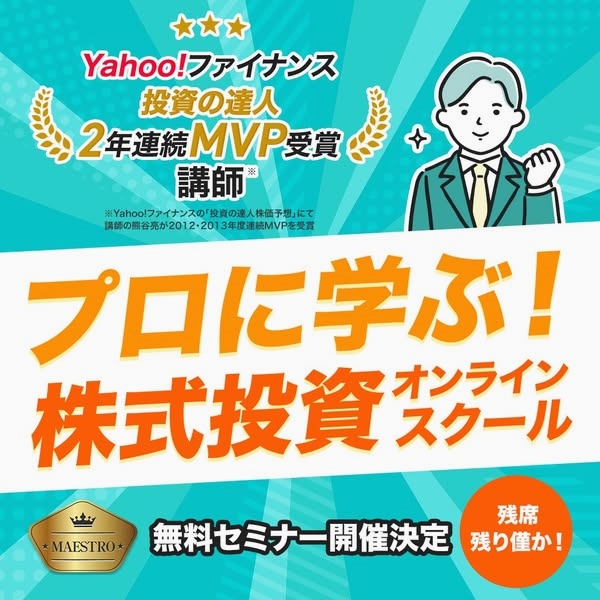 Yahoo!ファイナンス
投資の達人
2年連続MVP受賞
講師※
※Yahoo!ファイナンスの「投資の達人株価予想」にて
講師の熊谷亮が2012・2013年度連続MVPを受賞
プロに学ぶ!
株式投資
オンライン
スクール
MAESTRO
無料セミナー開催決定
残席
残り僅か!